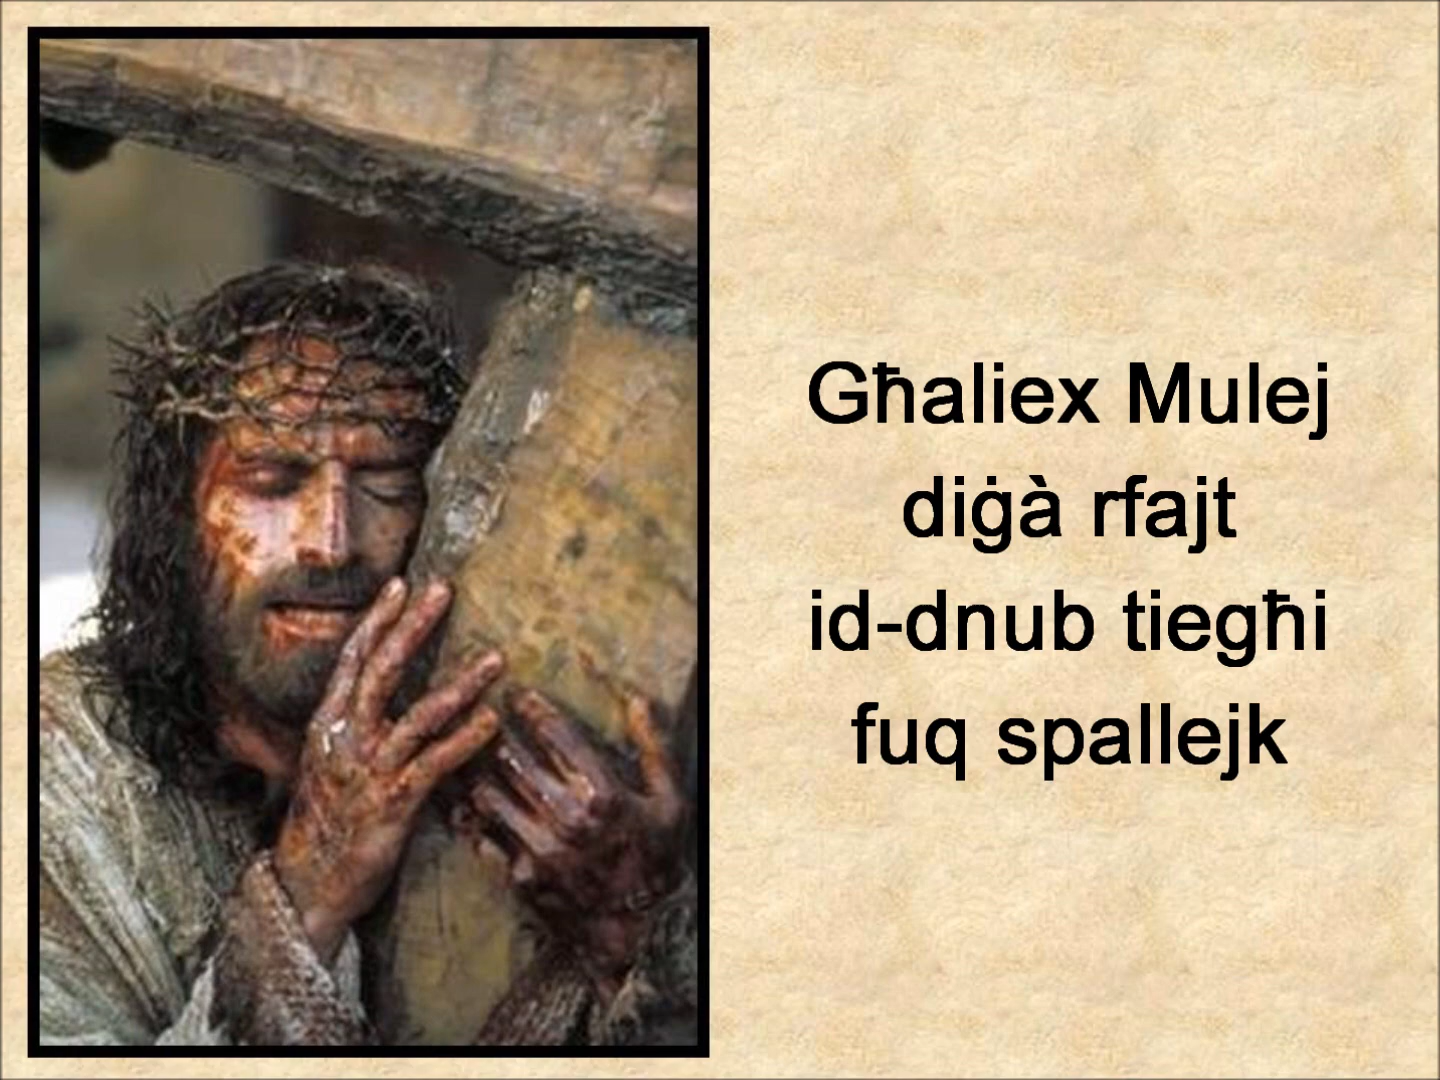 Għaliex Mulej
diġà rfajt
id-dnub tiegħi
fuq spallejk